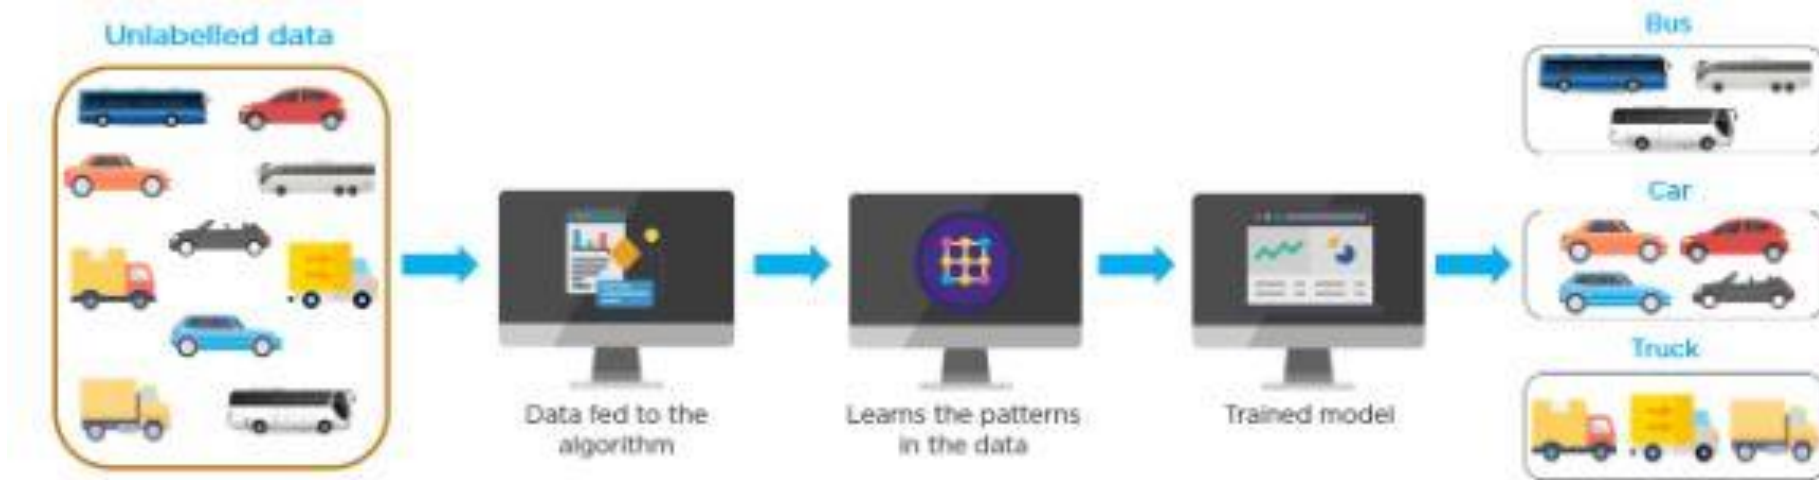 Unlabelled data
Data fed to the
algorithm
Learns the patterns
in the data
Trained model
Bus
Car
Truck